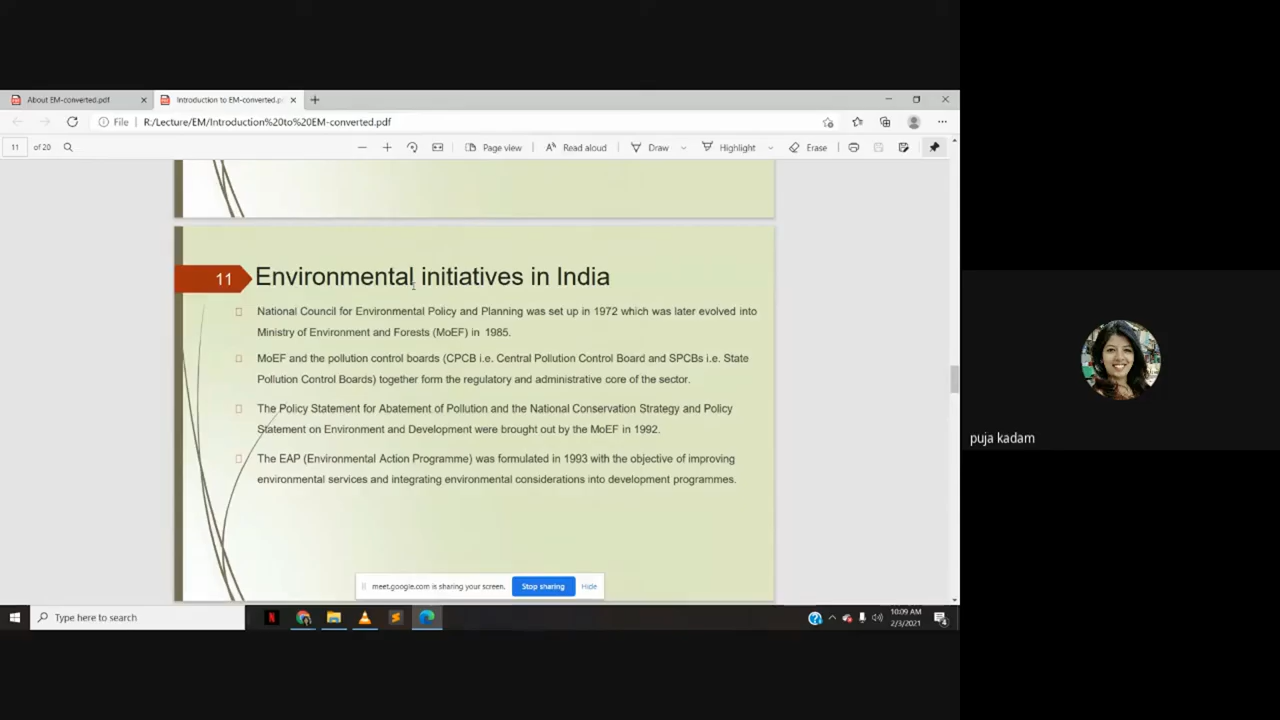 About EM-converted.pdf
Introduction to EM-converted.p
File R:/Lecture/EM/Introduction%20to%20EM-converted.pdf
11 of 20
Page view
Read aloud
Draw
Highlight
Erase
11
Environmental initiatives in India
National Council for Environmental Policy and Planning was set up in 1972 which was later evolved into
Ministry of Environment and Forests (MoEF) in 1985.
MoEF and the pollution control boards (CPCB i.e. Central Pollution Control Board and SPCBs i.e. State
Pollution Control Boards) together form the regulatory and administrative core of the sector.
The Policy Statement for Abatement of Pollution and the National Conservation Strategy and Policy
Statement on Environment and Development were brought out by the MoEF in 1992.
The EAP (Environmental Action Programme) was formulated in 1993 with the objective of improving
environmental services and integrating environmental considerations into development programmes.
puja kadam
meet.google.com is sharing your screen.
Stop sharing
Hide
Type here to search
10:09 AM
2/3/2021
4